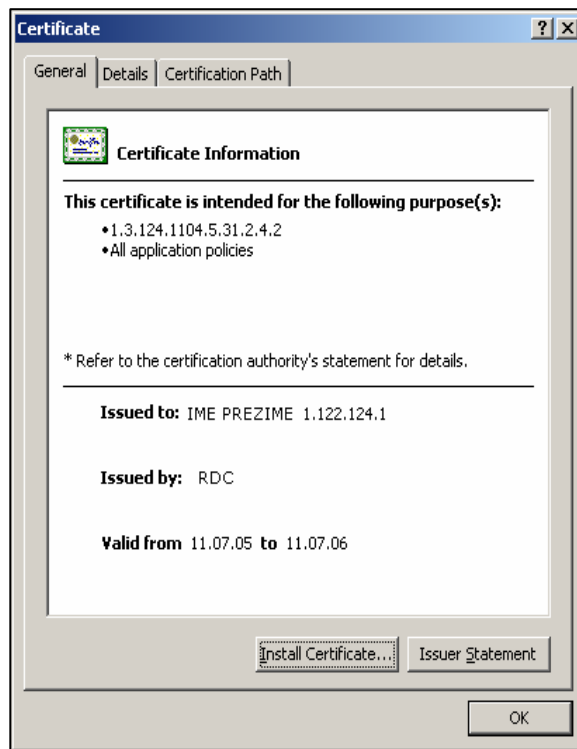 Certificate
General Details Certification Path
Certificate Information
This certificate is intended for the following purpose(s):
•1.3.124.1104.5.31.2.4.2
•All application policies
* Refer to the certification authority's statement for details.
Issued to: IME PREZIME 1.122.124.1
Issued by: RDC
Valid from 11.07.05 to 11.07.06
Install Certificate... Issuer Statement
OK